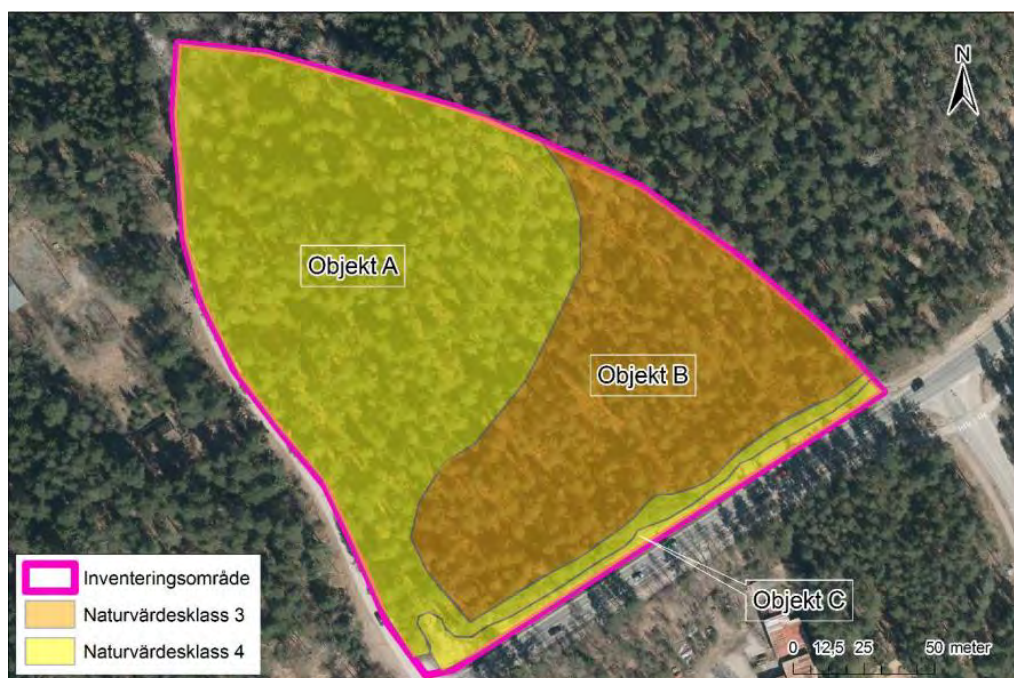 N
Objekt A
Objekt B
Objekt C
Inventeringsområde
Naturvärdesklass 3
Naturvärdesklass 4
0 12,5 25 50 meter